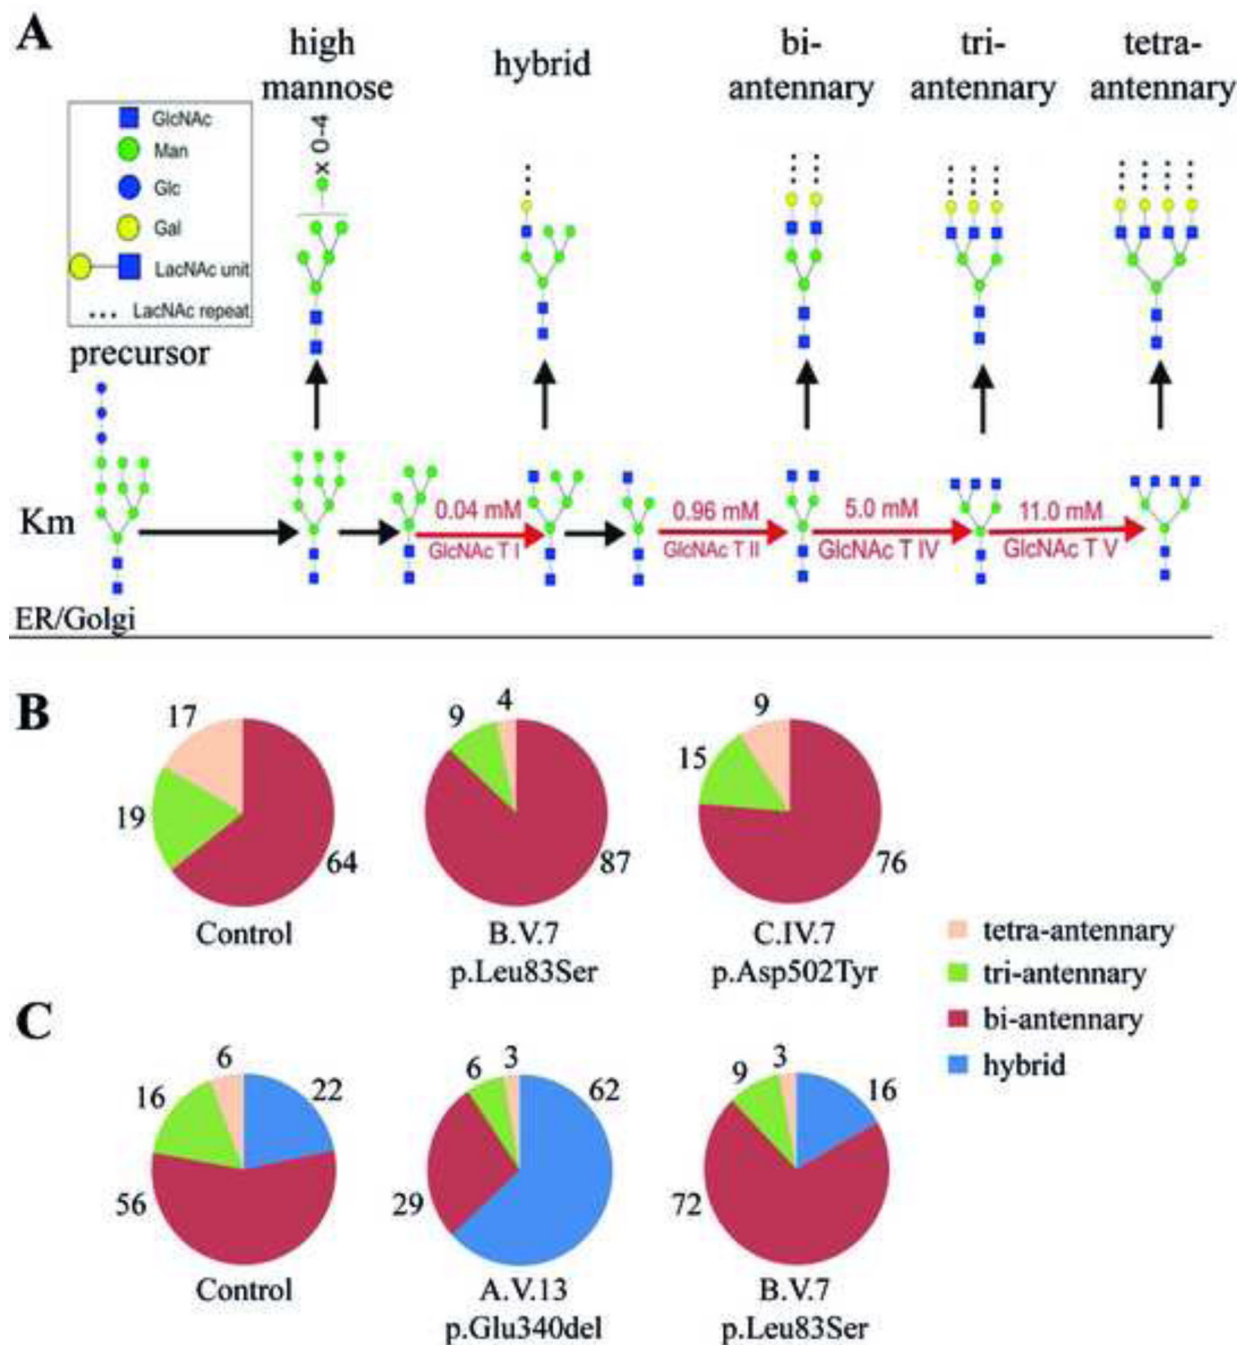 A
high
mannose
hybrid
bi-
antennary
tri-
antennary
tetra-
antennary
GlcNAc
Man
Glc
Gal
LacNAc unit
... LacNAc repeat
x 0-4
precursor
Km
0.04 mM
GlcNAc T I
0.96 mM
GlcNAc T II
5.0 mM
GlcNAc T IV
11.0 mM
GlcNAc T V
ER/Golgi
B
17
19
64
Control
9
4
87
B.V.7
p.Leu83Ser
9
15
76
C.IV.7
p.Asp502Tyr
tetra-antennary
tri-antennary
bi-antennary
hybrid
C
6
16
22
56
Control
6
3
62
29
A.V.13
p.Glu340del
9
3
16
72
B.V.7
p.Leu83Ser